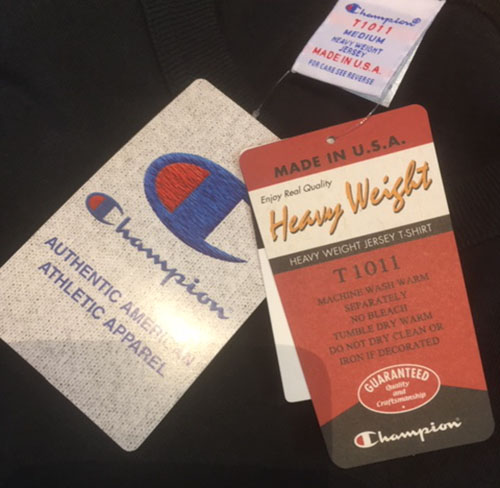 Champion
T1011
MEDIUM
HEAVY WEIGHT
JERSEY
MADE IN U.S.A.
FOR CARE SEE REVERSE
Champion
AUTHENTIC AMERICAN
ATHLETIC APPAREL
MADE IN U.S.A.
Enjoy Real Quality
Heavy Weight
HEAVY WEIGHT JERSEY T-SHIRT
T1011
MACHINE WASH WARM
SEPARATELY
NO BLEACH
TUMBLE DRY WARM
DO NOT DRY CLEAN OR
IRON IF DECORATED
GUARANTEED
Quality
and
Craftsmanship
Champion